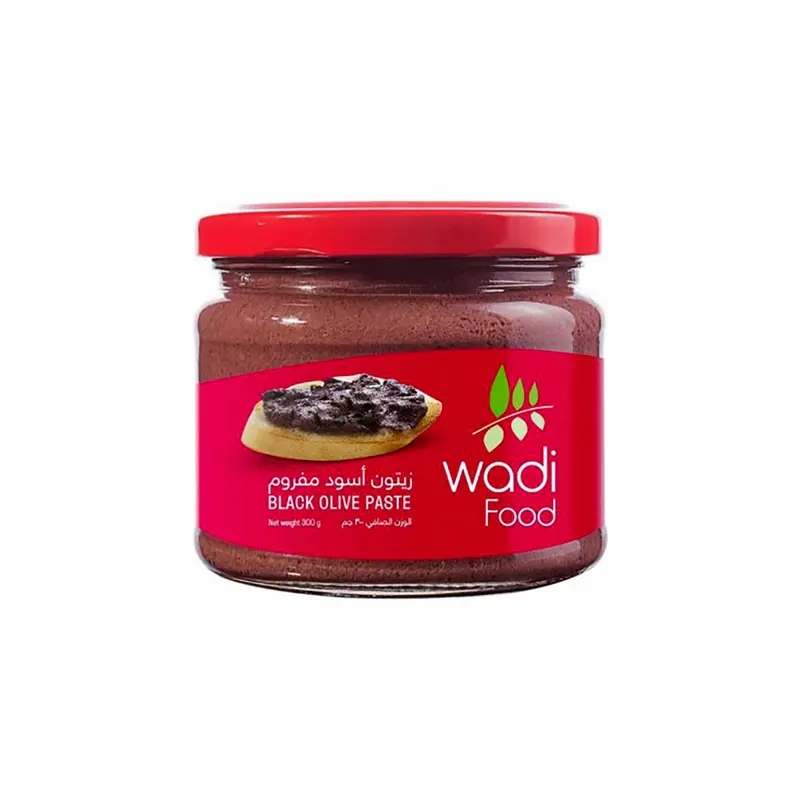 زيتون أسود مفروم
BLACK OLIVE PASTE
Net weight 300 g
الوزن الصافي ٣٠٠ جم
wadi
Food